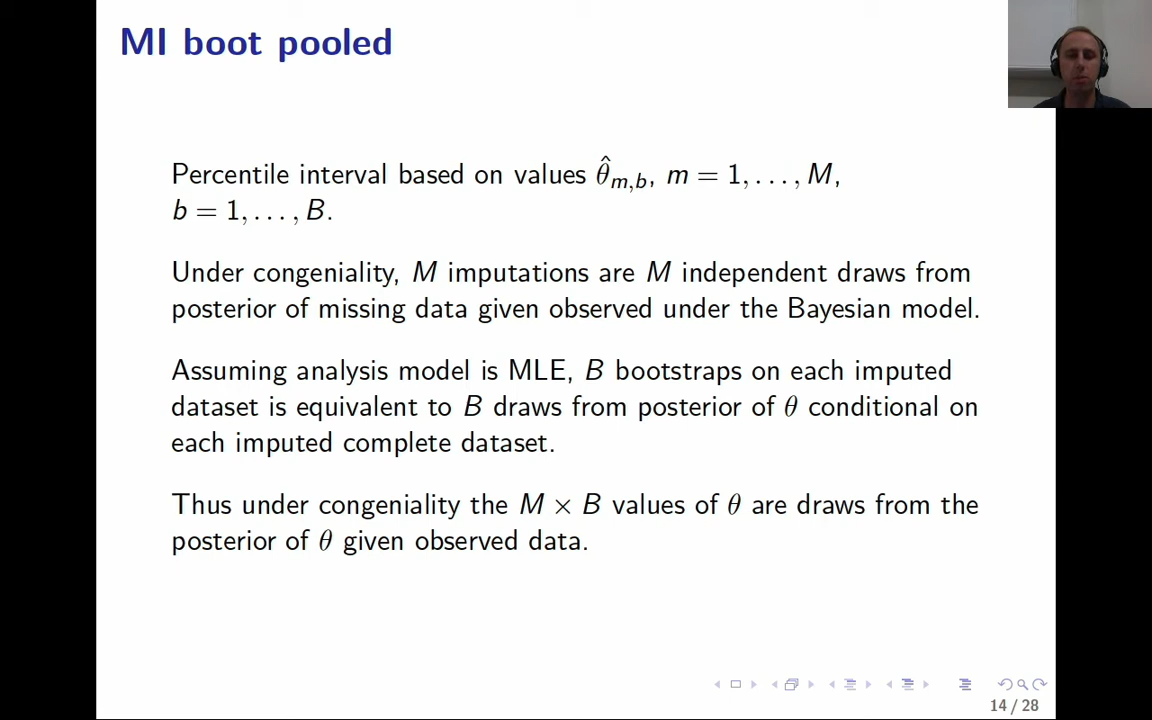 MI boot pooled
Percentile interval based on values θ̂ₘ,b, m = 1, . . . , M,
b = 1, . . . , B.
Under congeniality, M imputations are M independent draws from
posterior of missing data given observed under the Bayesian model.
Assuming analysis model is MLE, B bootstraps on each imputed
dataset is equivalent to B draws from posterior of θ conditional on
each imputed complete dataset.
Thus under congeniality the M × B values of θ are draws from the
posterior of θ given observed data.
14 / 28